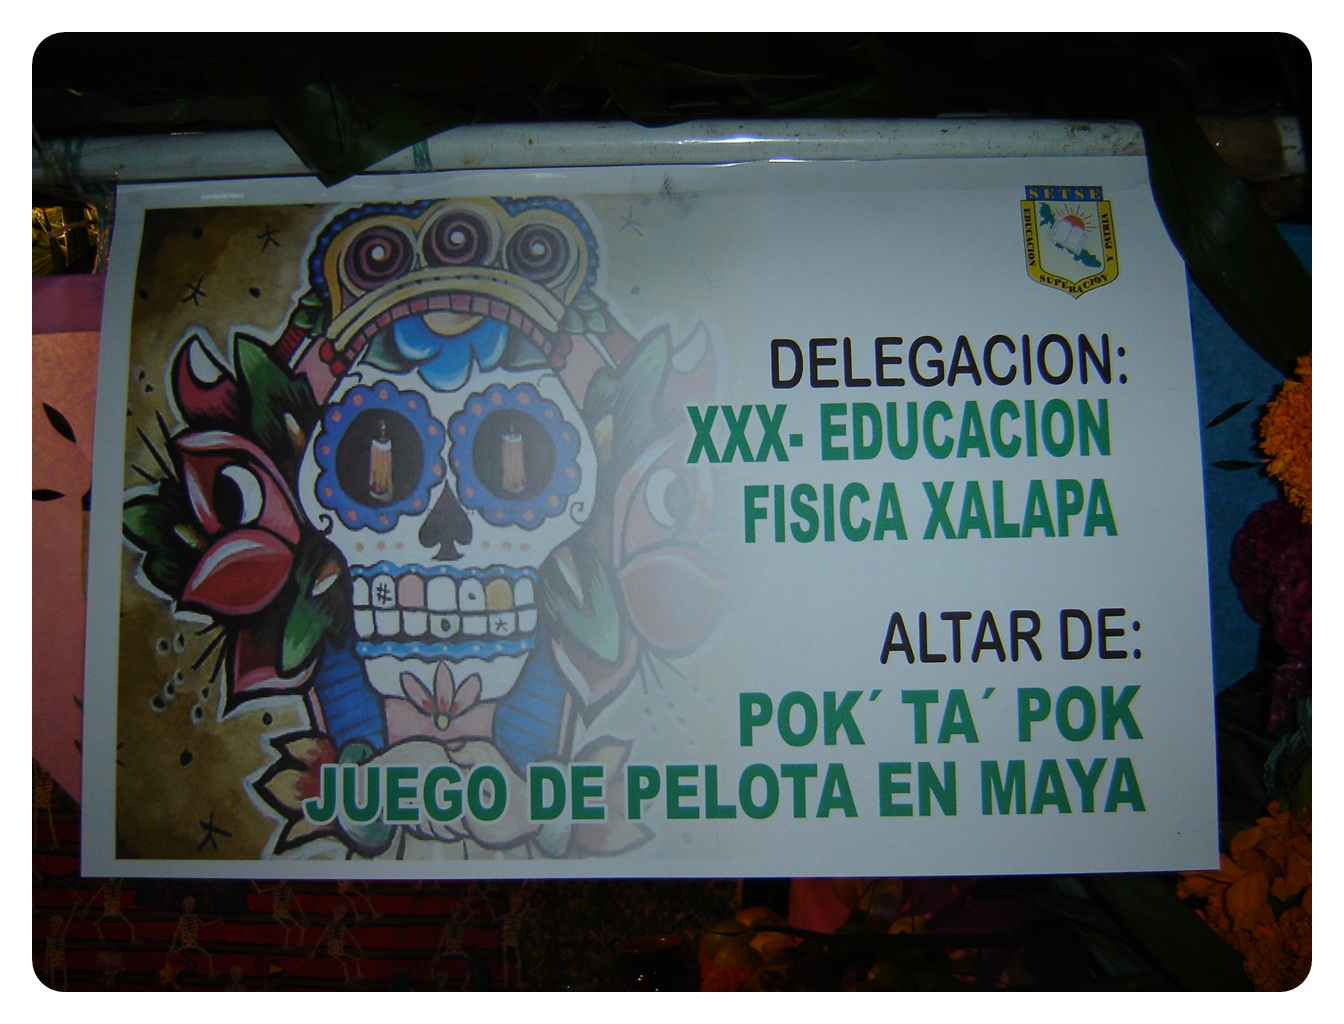 SETSE
EDUCACION
SUPERACION
Y PATRIA
DELEGACION:
XXX- EDUCACION
FISICA XALAPA
ALTAR DE:
POK´ TA´ POK
JUEGO DE PELOTA EN MAYA